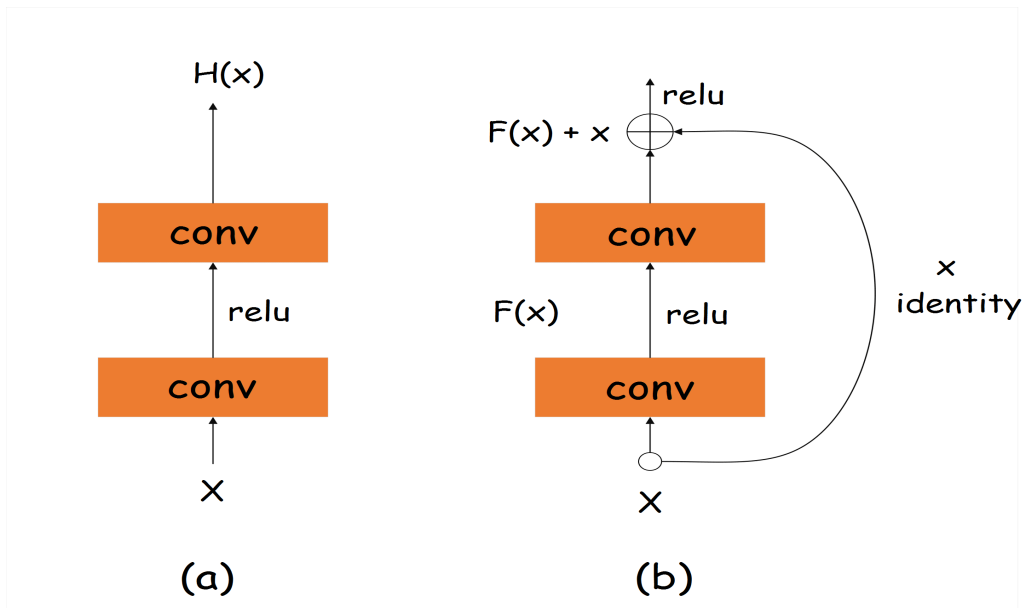 H(x)
conv
relu
conv
X
(a)
relu
F(x) + x
conv
F(x)
relu
conv
X
x
identity
(b)